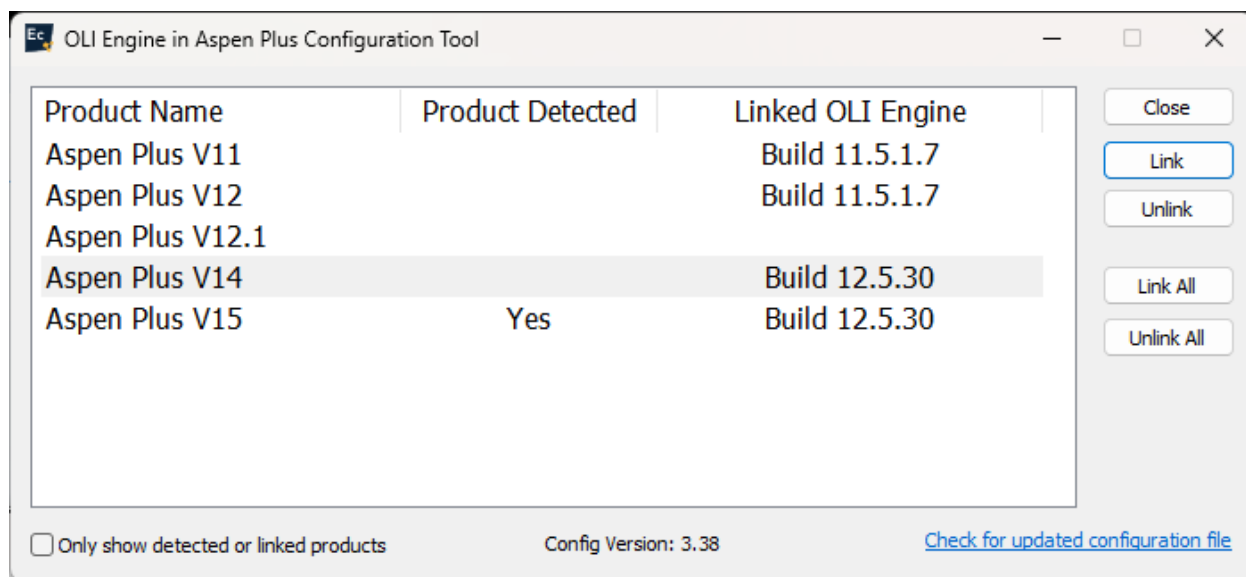 Ec OLI Engine in Aspen Plus Configuration Tool
Product Name Product Detected Linked OLI Engine
Aspen Plus V11 Build 11.5.1.7
Aspen Plus V12 Build 11.5.1.7
Aspen Plus V12.1
Aspen Plus V14 Build 12.5.30
Aspen Plus V15 Yes Build 12.5.30
Close
Link
Unlink
Link All
Unlink All
Only show detected or linked products Config Version: 3.38 Check for updated configuration file